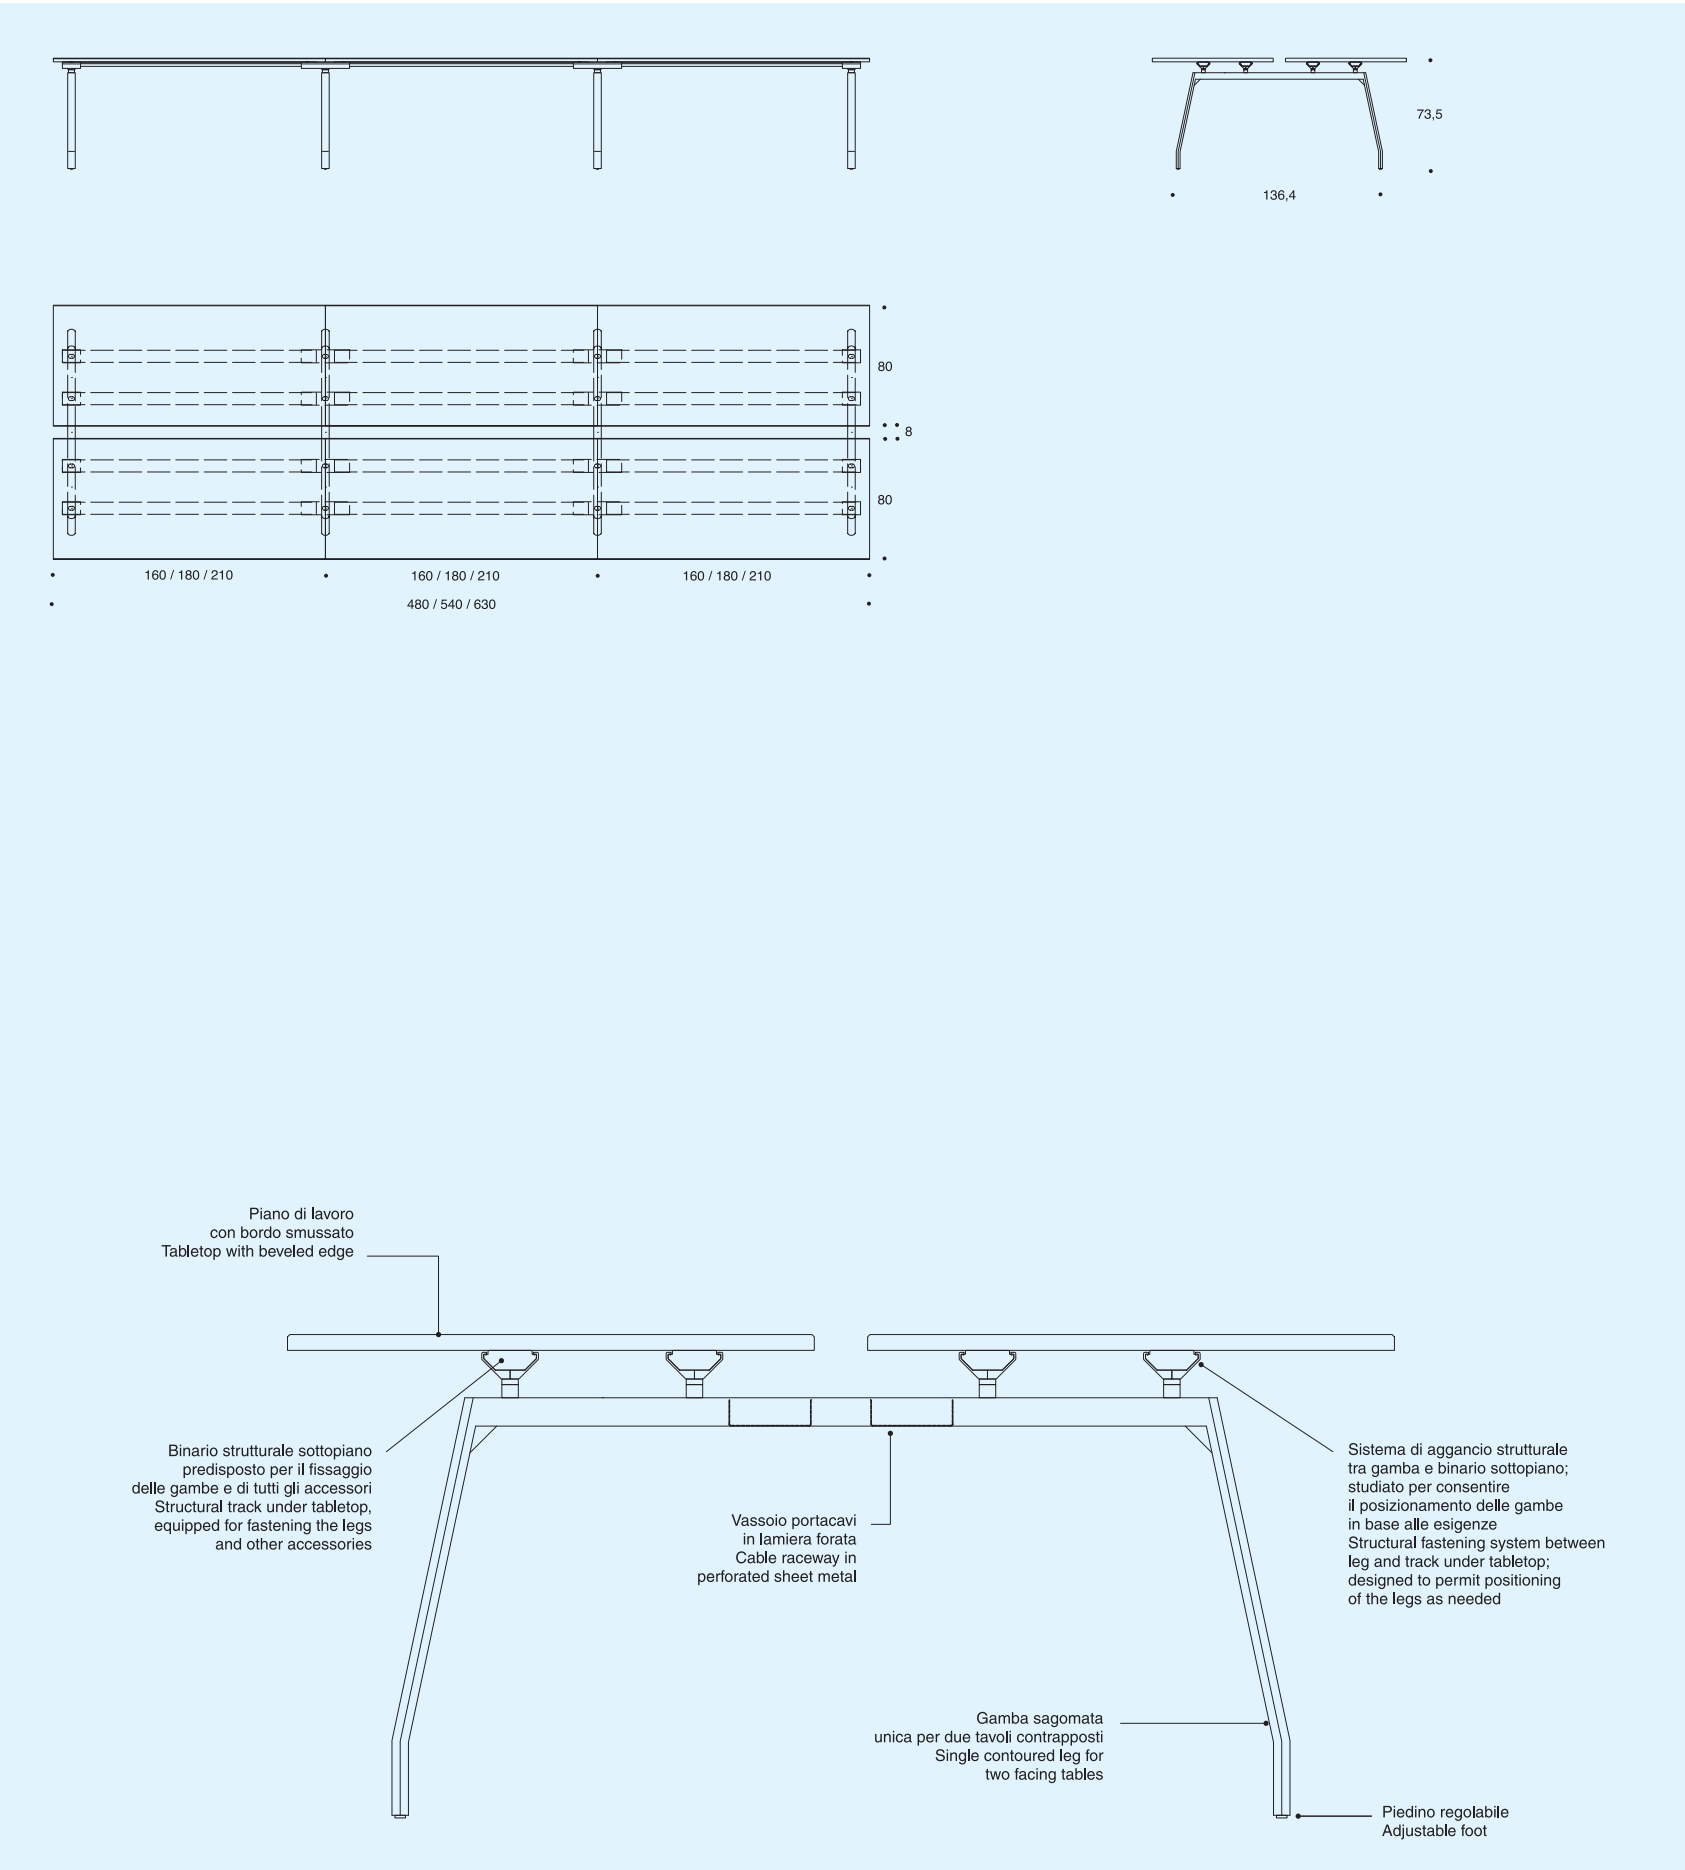 73,5
136,4
80
8
80
160 / 180 / 210
160 / 180 / 210
160 / 180 / 210
480 / 540 / 630
Piano di lavoro
con bordo smussato
Tabletop with beveled edge
Binario strutturale sottopiano
predisposto per il fissaggio
delle gambe e di tutti gli accessori
Structural track under tabletop,
equipped for fastening the legs
and other accessories
Vassoio portacavi
in lamiera forata
Cable raceway in
perforated sheet metal
Sistema di aggancio strutturale
tra gamba e binario sottopiano;
studiato per consentire
il posizionamento delle gambe
in base alle esigenze
Structural fastening system between
leg and track under tabletop;
designed to permit positioning
of the legs as needed
Gamba sagomata
unica per due tavoli contrapposti
Single contoured leg for
two facing tables
Piedino regolabile
Adjustable foot